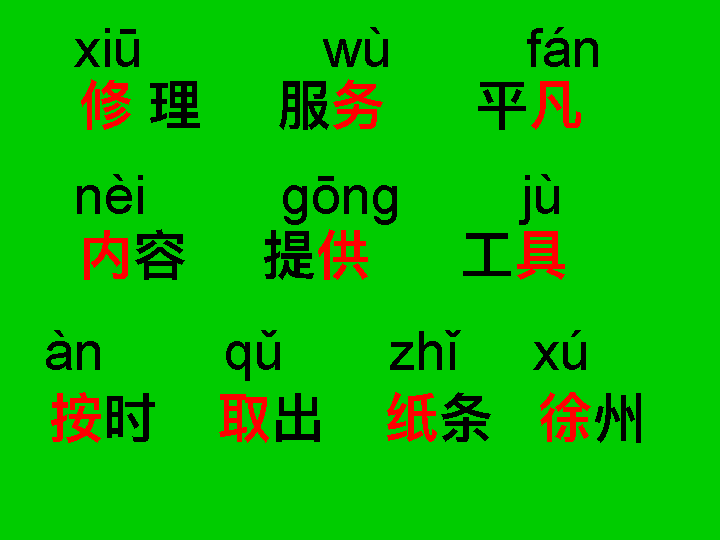 xiū wù fán
修理 服务 平凡
nèi gōng jù
内容 提供 工具
àn qǔ zhǐ xú
按时 取出 纸条 徐州